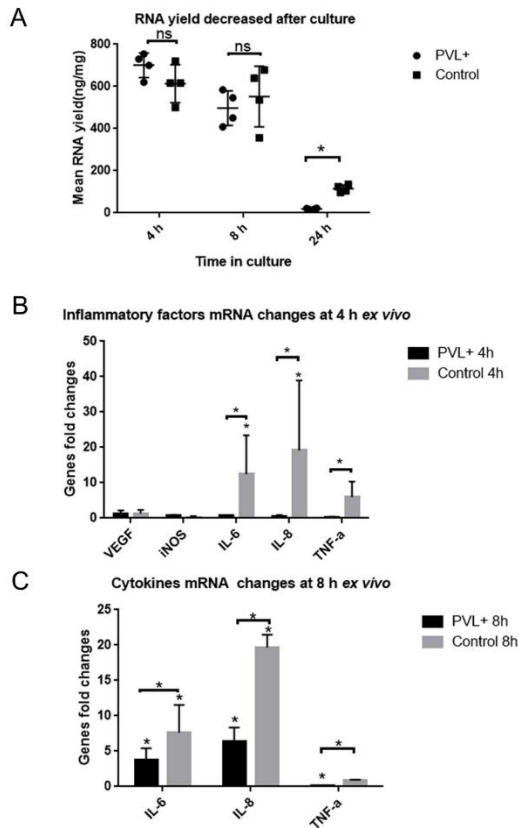 A
RNA yield decreased after culture
ns
ns
*
PVL+
Control
Mean RNA yield(ng/mg)
800
600
400
200
0
4 h
8 h
24 h
Time in culture
B
Inflammatory factors mRNA changes at 4 h ex vivo
PVL+ 4h
Control 4h
Genes fold changes
50
40
30
20
10
0
* * * * *
VEGF
iNOS
IL-6
IL-8
TNF-a
C
Cytokines mRNA changes at 8 h ex vivo
PVL+ 8h
Control 8h
Genes fold changes
25
20
15
10
5
0
* * * * * * * *
IL-6
IL-8
TNF-a